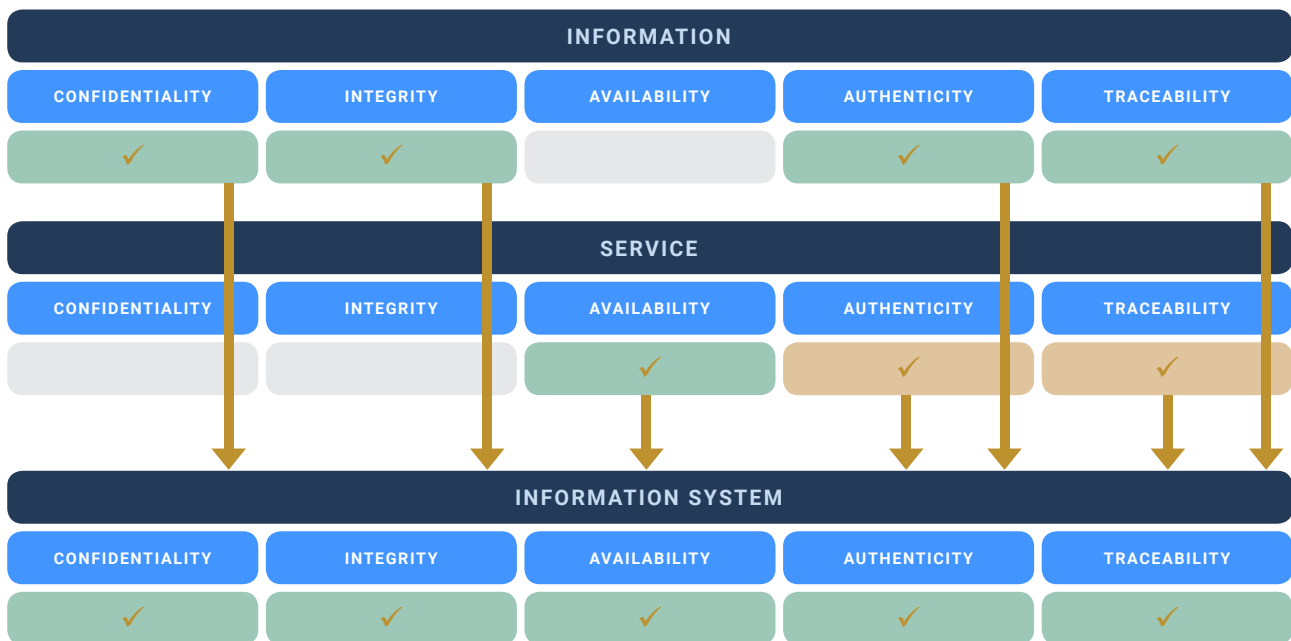 INFORMATION
CONFIDENTIALITY INTEGRITY AVAILABILITY AUTHENTICITY TRACEABILITY
✓ ✓ ✓ ✓
SERVICE
CONFIDENTIALITY INTEGRITY AVAILABILITY AUTHENTICITY TRACEABILITY
✓ ✓ ✓
INFORMATION SYSTEM
CONFIDENTIALITY INTEGRITY AVAILABILITY AUTHENTICITY TRACEABILITY
✓ ✓ ✓ ✓ ✓